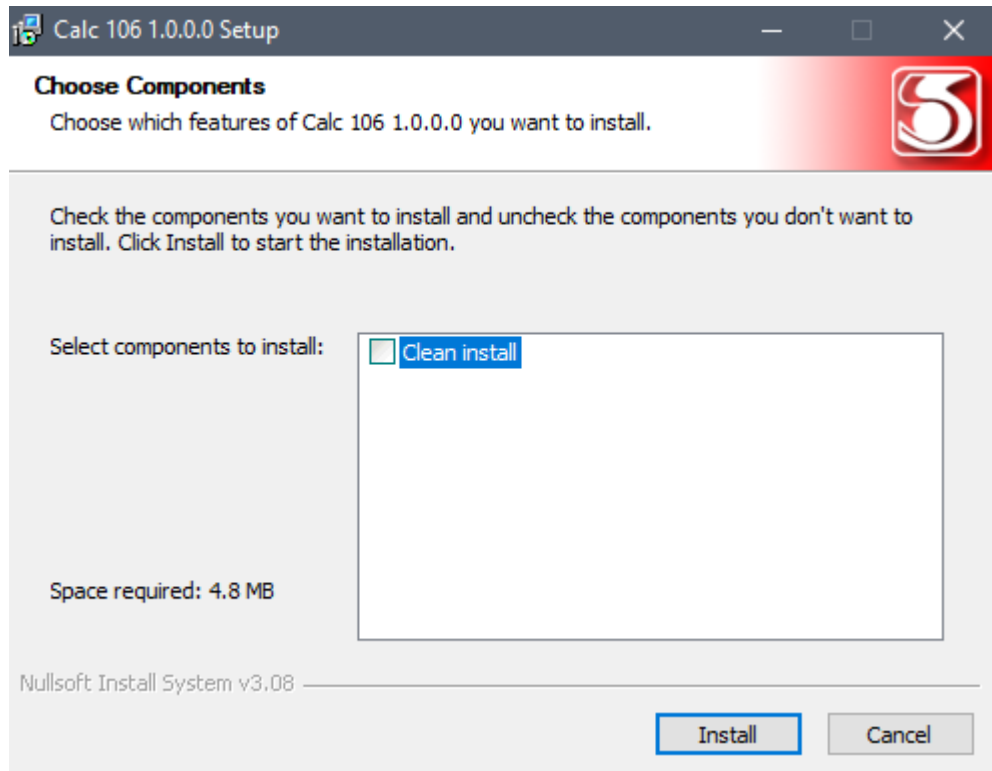 Calc 106 1.0.0.0 Setup
Choose Components
Choose which features of Calc 106 1.0.0.0 you want to install.
Check the components you want to install and uncheck the components you don't want to
install. Click Install to start the installation.
Select components to install:
Clean install
Space required: 4.8 MB
Nullsoft Install System v3.08
Install
Cancel